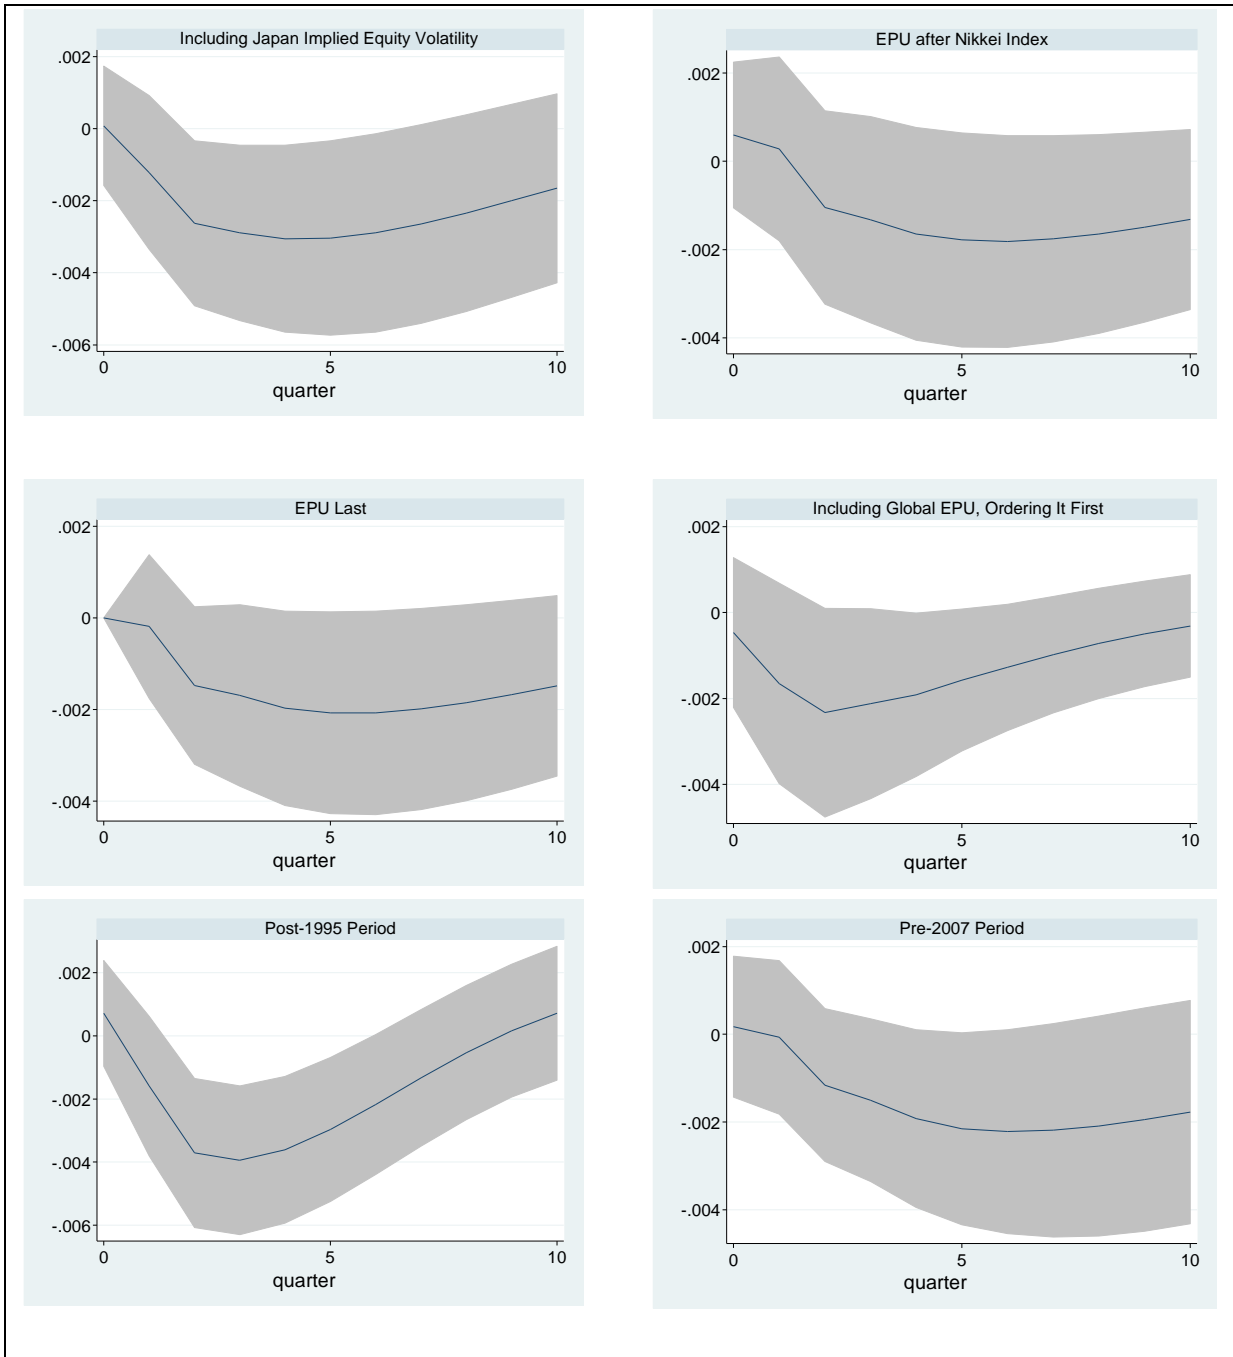 Including Japan Implied Equity Volatility
.002
0
-.002
-.004
-.006
0 5 10
quarter
EPU after Nikkei Index
.002
0
-.002
-.004
0 5 10
quarter
EPU Last
.002
0
-.002
-.004
0 5 10
quarter
Including Global EPU, Ordering It First
.002
0
-.002
-.004
0 5 10
quarter
Post-1995 Period
.002
0
-.002
-.004
-.006
0 5 10
quarter
Pre-2007 Period
.002
0
-.002
-.004
0 5 10
quarter